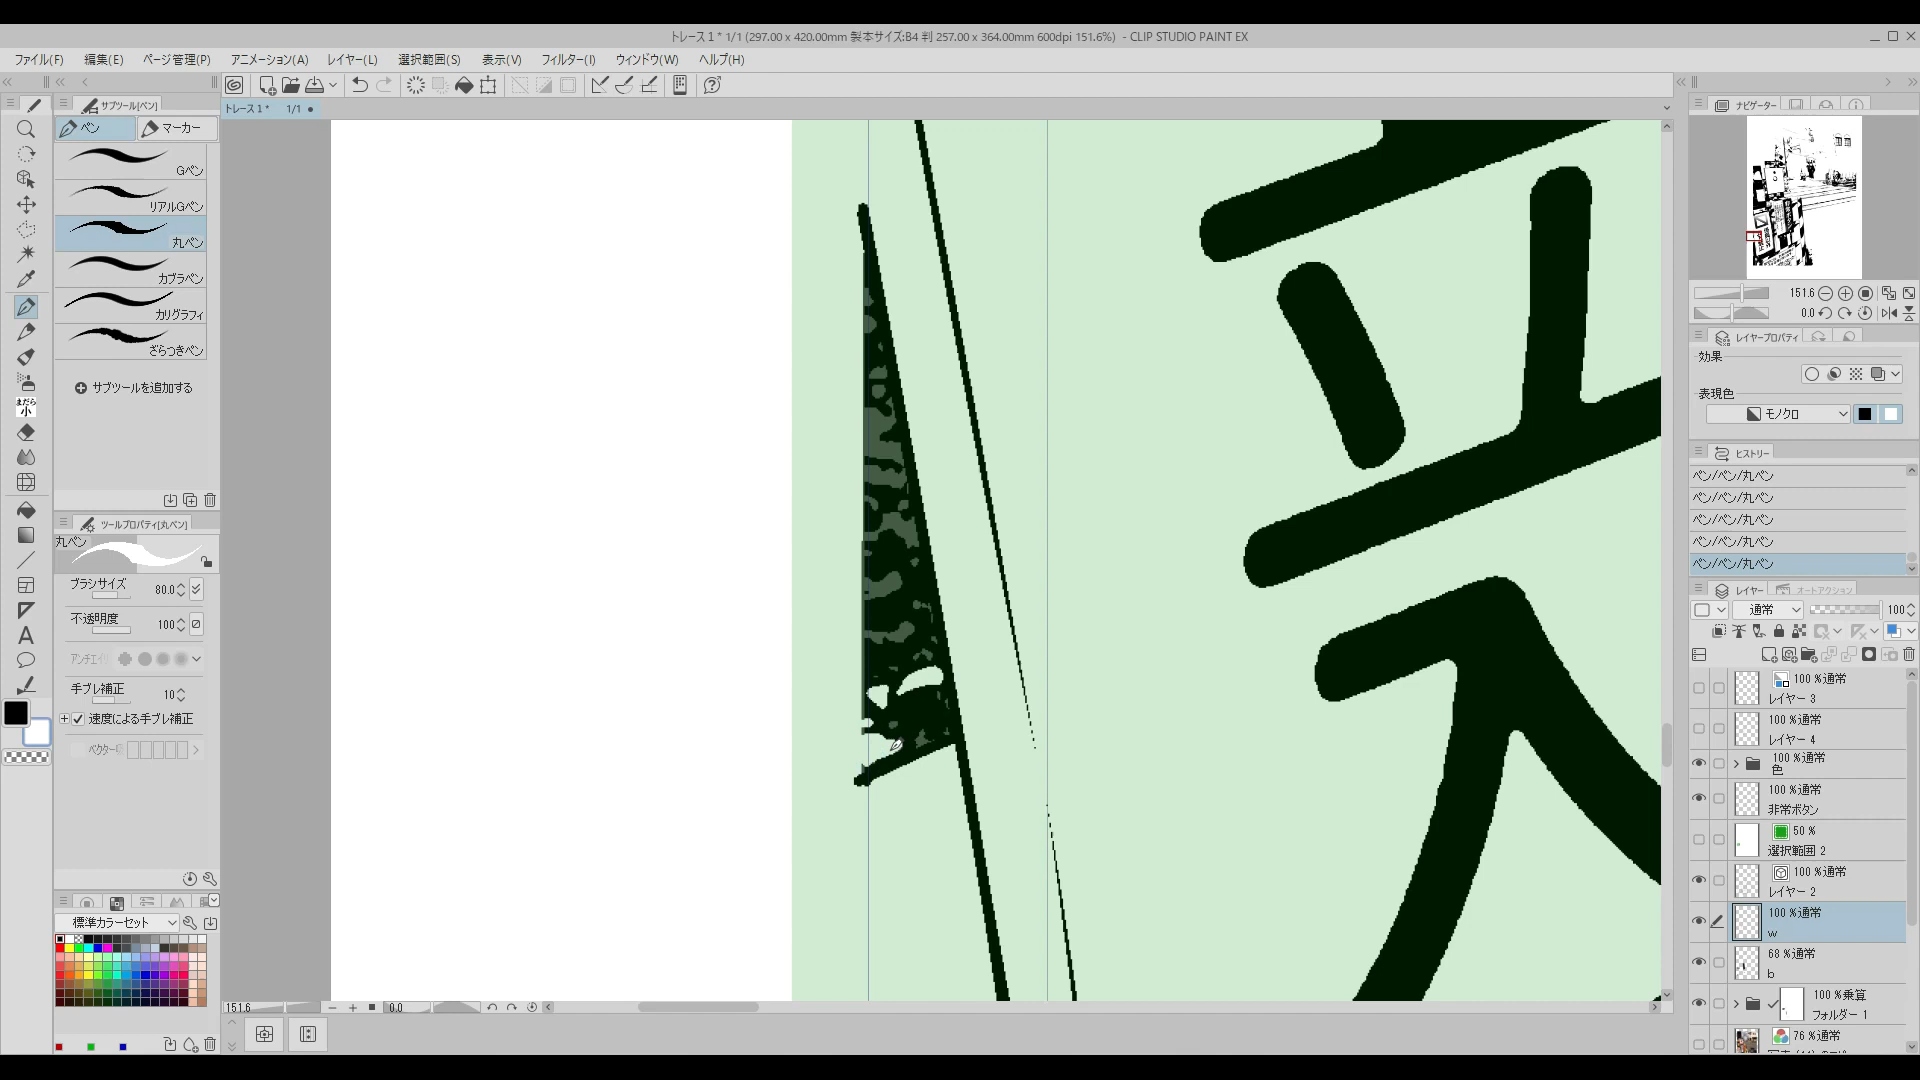 トレース1* 1/1 (297.00 x 420.00mm 製本サイズ:B4 判 257.00 x 364.00mm 600dpi 151.6%) - CLIP STUDIO PAINT EX
ファイル(F) 編集(E) ページ管理(P) アニメーション(A) レイヤー(L) 選択範囲(S) 表示(V) フィルター(I) ウィンドウ(W) ヘルプ(H)
サブツール[ペン]
トレース1* 1/1
ペン マーカー
Gペン
リアルGペン
丸ペン
カブラペン
カリグラフィ
ざらつきペン
サブツールを追加する
まだら
小
ツールプロパティ[丸ペン]
丸ペン
ブラシサイズ 80.0
不透明度 100
手ブレ補正 10
速度による手ブレ補正
標準カラーセット
A
151.6 0.0
ナビゲーター
151.6
0.0
レイヤープロパティ
効果
表現色
モノクロ
ヒストリー
ペン/ペン/丸ペン
ペン/ペン/丸ペン
ペン/ペン/丸ペン
ペン/ペン/丸ペン
ペン/ペン/丸ペン
レイヤー オートアクション
通常 100
100 %通常
レイヤー 3
100 %通常
レイヤー 4
100 %通常
色
100 %通常
非常ボタン
50 %
選択範囲 2
100 %通常
レイヤー 2
100 %通常
w
68 %通常
b
100 %乗算
フォルダー 1
76 %通常